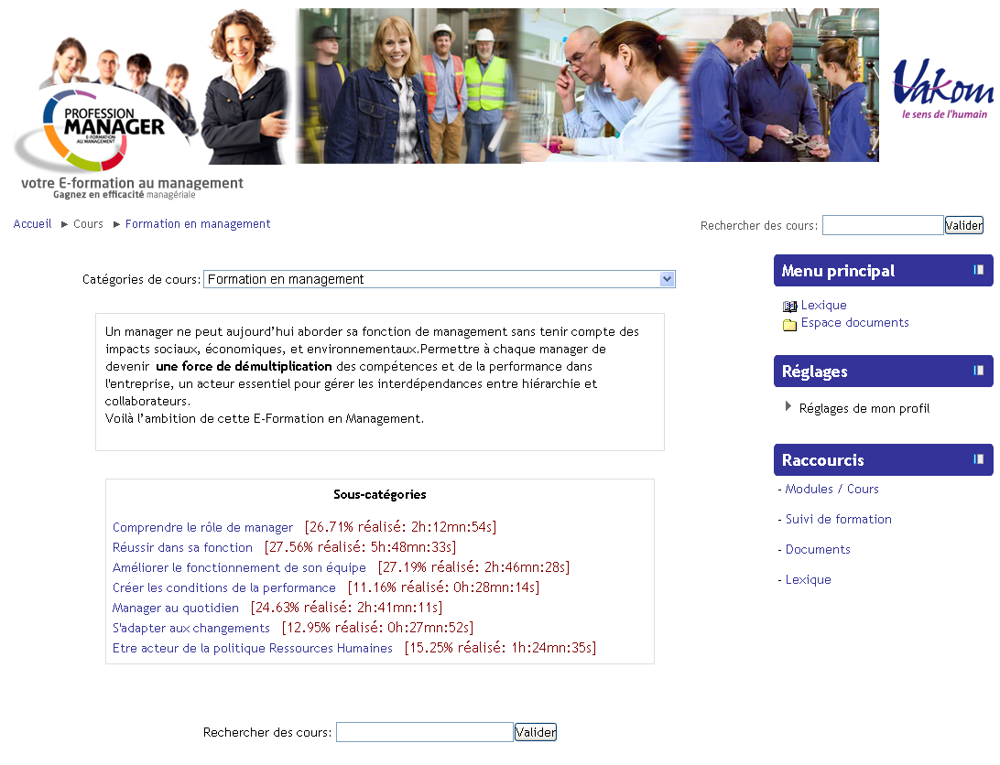 PROFESSION
MANAGER
E-FORMATION
AU MANAGEMENT
votre E-formation au management
Gagnez en efficacité managériale
Vakom
le sens de l'humain
Accueil ► Cours ► Formation en management
Rechercher des cours: Valider
Catégories de cours: Formation en management
Un manager ne peut aujourd'hui aborder sa fonction de management sans tenir compte des
impacts sociaux, économiques, et environnementaux.Permettre à chaque manager de
devenir une force de démultiplication des compétences et de la performance dans
l'entreprise, un acteur essentiel pour gérer les interdépendances entre hiérarchie et
collaborateurs.
Voilà l'ambition de cette E-Formation en Management.
Sous-catégories
Comprendre le rôle de manager [26.71% réalisé: 2h:12mn:54s]
Réussir dans sa fonction [27.56% réalisé: 5h:48mn:33s]
Améliorer le fonctionnement de son équipe [27.19% réalisé: 2h:46mn:28s]
Créer les conditions de la performance [11.16% réalisé: 0h:28mn:14s]
Manager au quotidien [24.63% réalisé: 2h:41mn:11s]
S'adapter aux changements [12.95% réalisé: 0h:27mn:52s]
Etre acteur de la politique Ressources Humaines [15.25% réalisé: 1h:24mn:35s]
Rechercher des cours: Valider
Menu principal
Lexique
Espace documents
Réglages
Réglages de mon profil
Raccourcis
- Modules / Cours
- Suivi de formation
- Documents
- Lexique